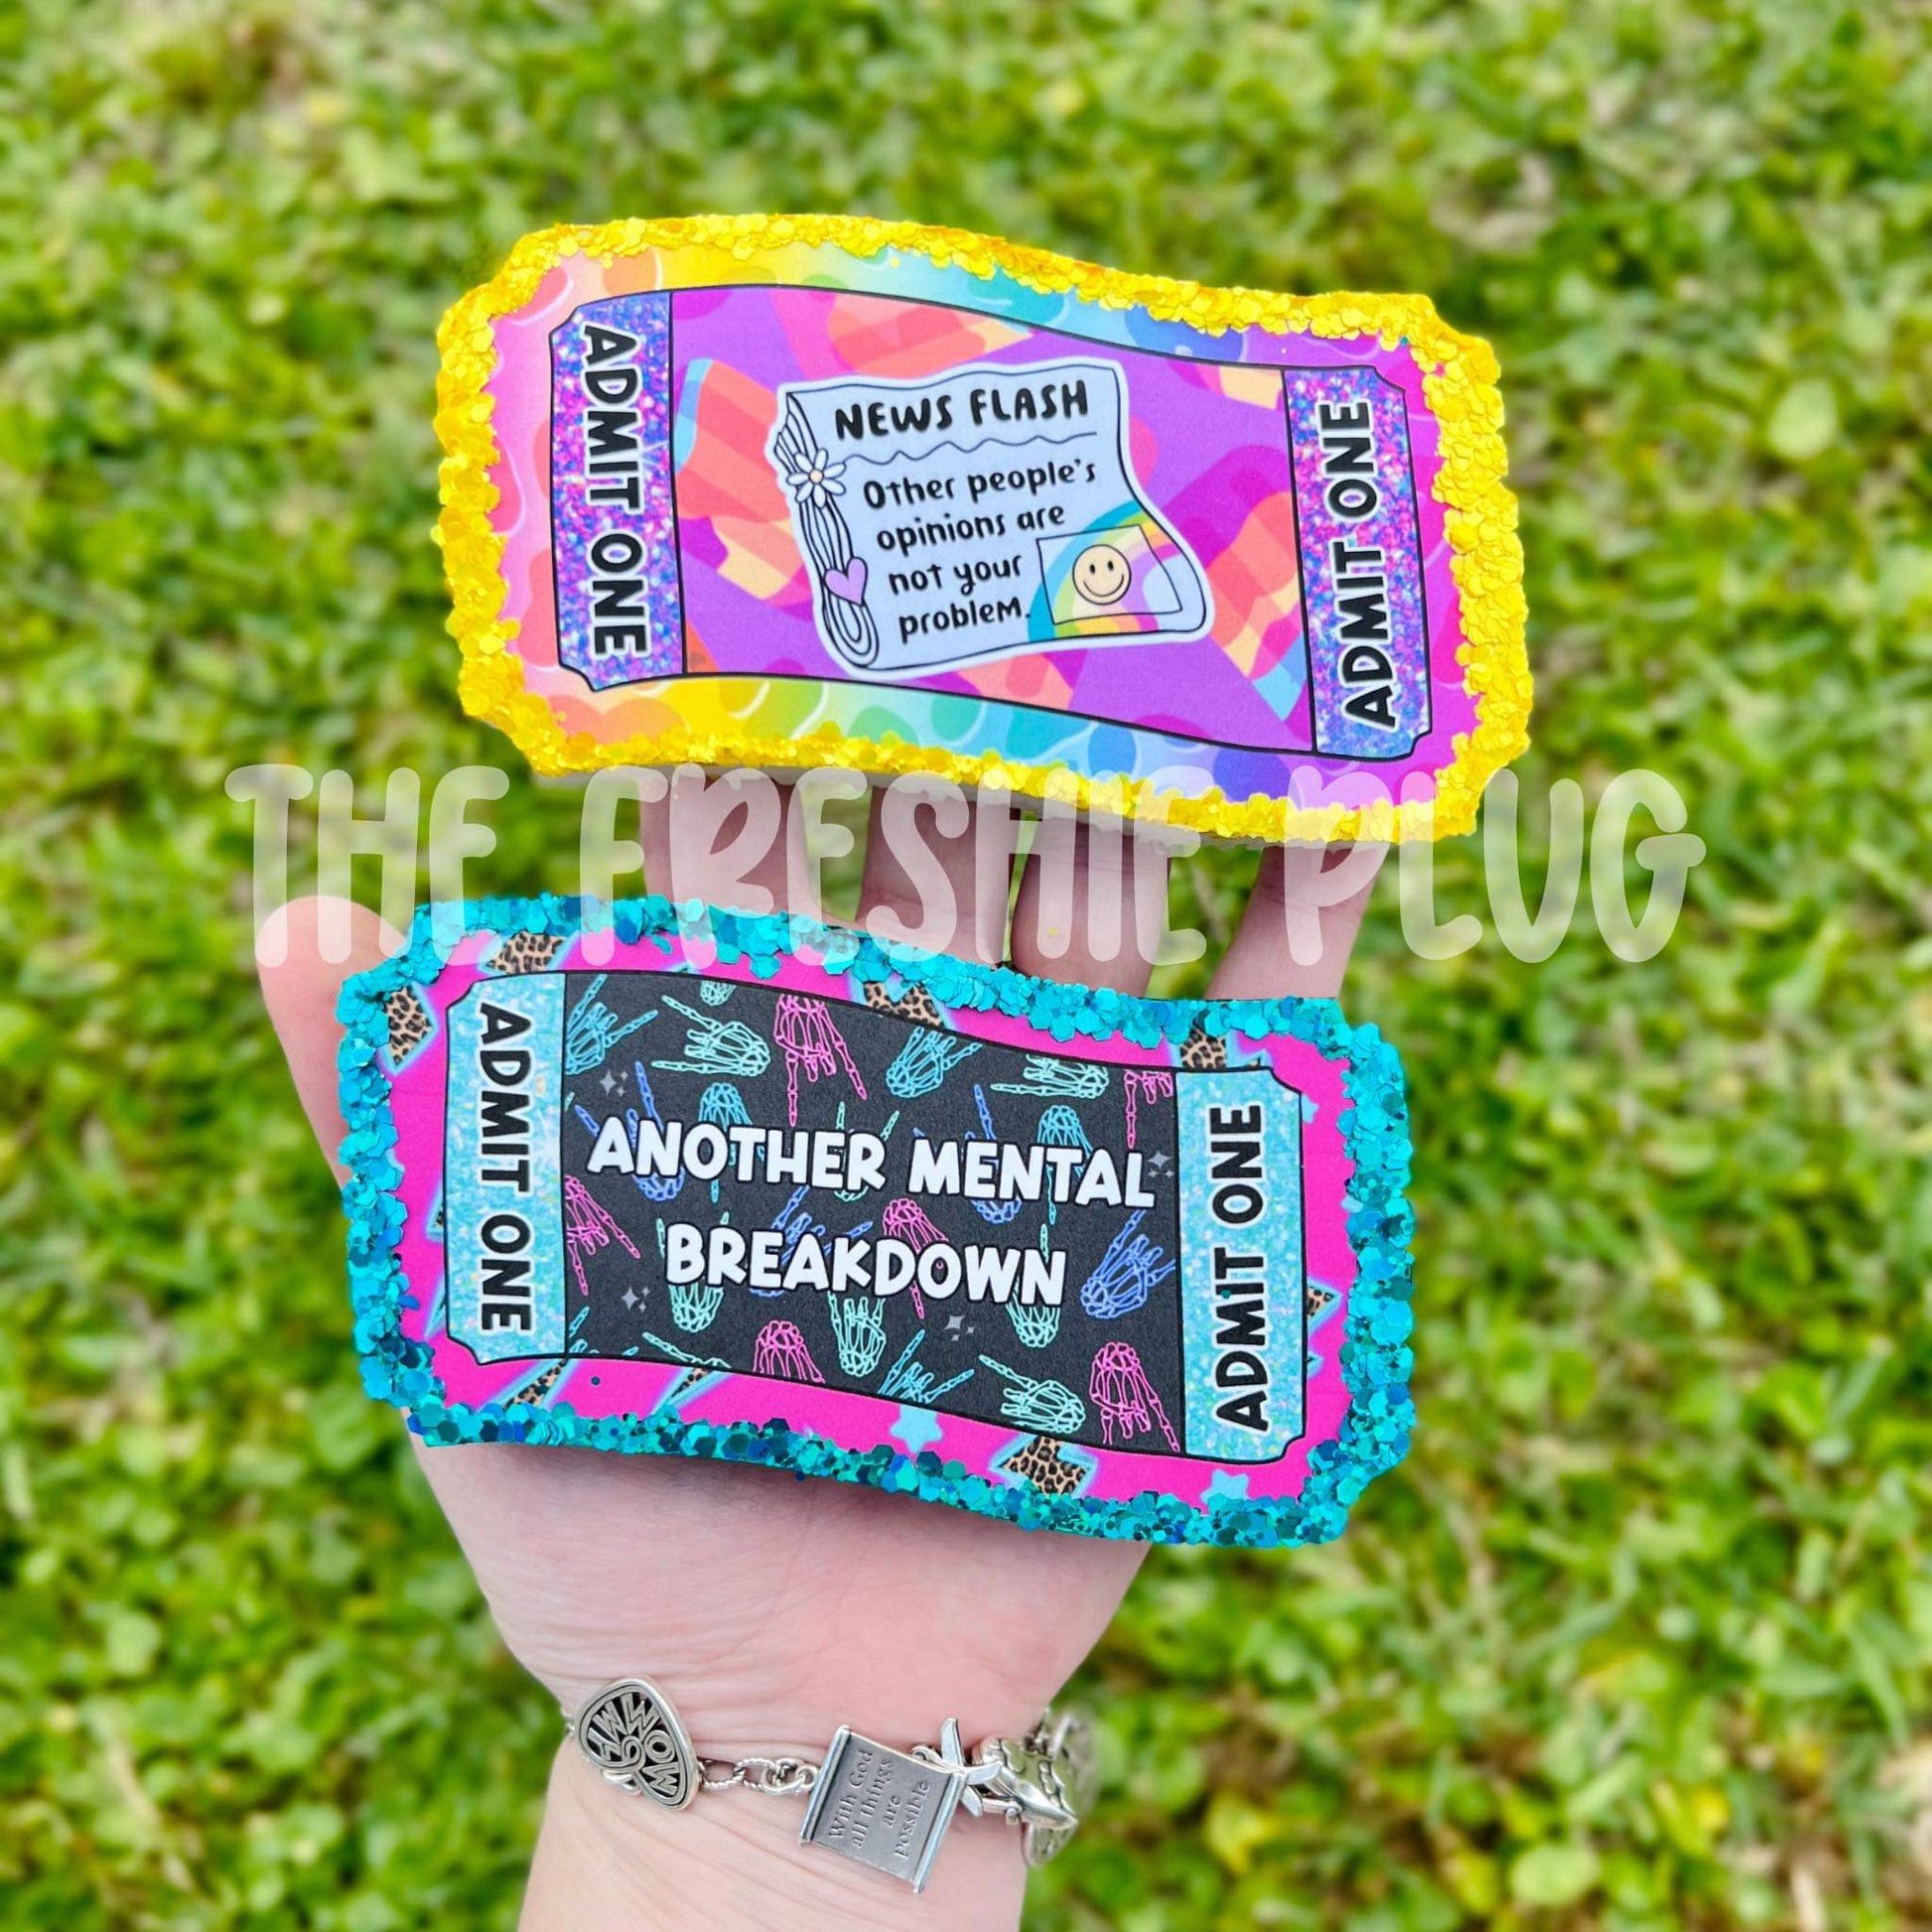 ADMIT ONE
NEWS FLASH
Other people's
opinions are
not your
problem.
ADMIT ONE
THE FRESHIE PLUG
ADMIT ONE
ANOTHER MENTAL
BREAKDOWN
ADMIT ONE
With God
all things
are
possible